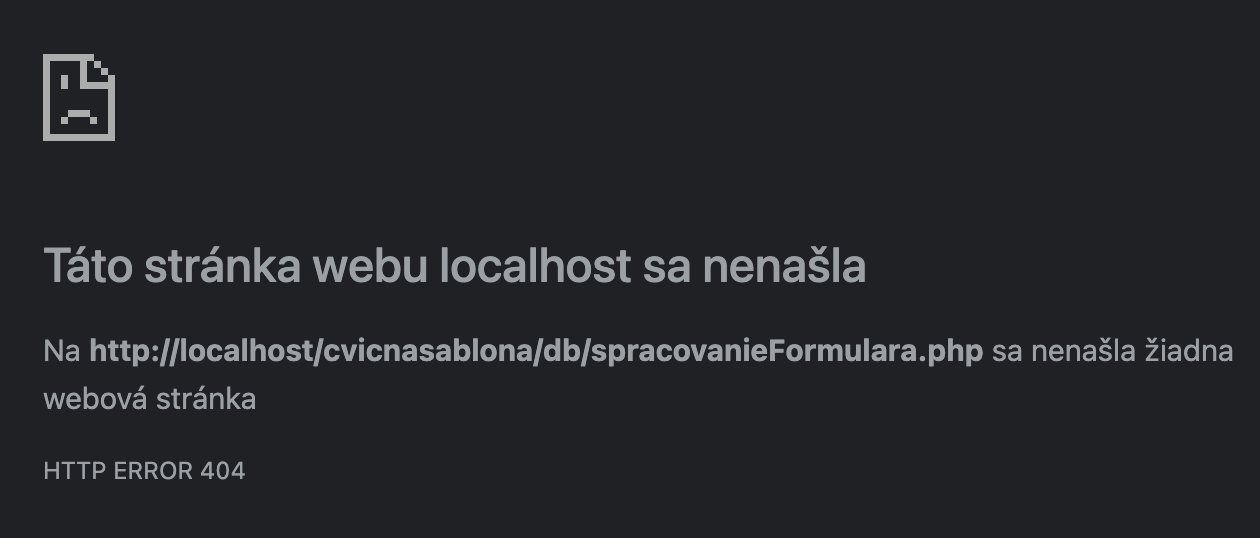 Táto stránka webu localhost sa nenašla
Na http://localhost/cvicnasablona/db/spracovanieFormulara.php sa nenašla žiadna
webová stránka
HTTP ERROR 404